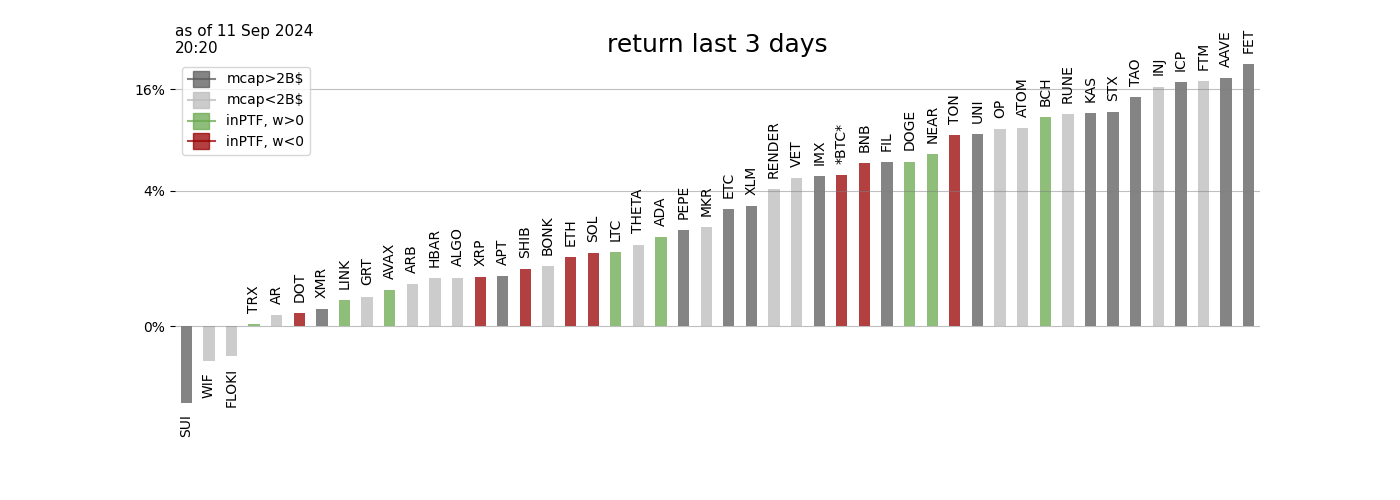 as of 11 Sep 2024
20:20
return last 3 days
mcap>2B$
mcap<2B$
inPTF, w>0
inPTF, w<0
16%
4%
0%
SUI
WIF
FLOKI
TRX
AR
DOT
XMR
LINK
GRT
AVAX
ARB
HBAR
ALGO
XRP
APT
SHIB
BONK
ETH
SOL
LTC
THETA
ADA
PEPE
MKR
ETC
XLM
RENDER
VET
IMX
*BTC*
BNB
FIL
DOGE
NEAR
TON
UNI
OP
ATOM
BCH
RUNE
KAS
STX
TAO
INJ
ICP
FTM
AAVE
FET